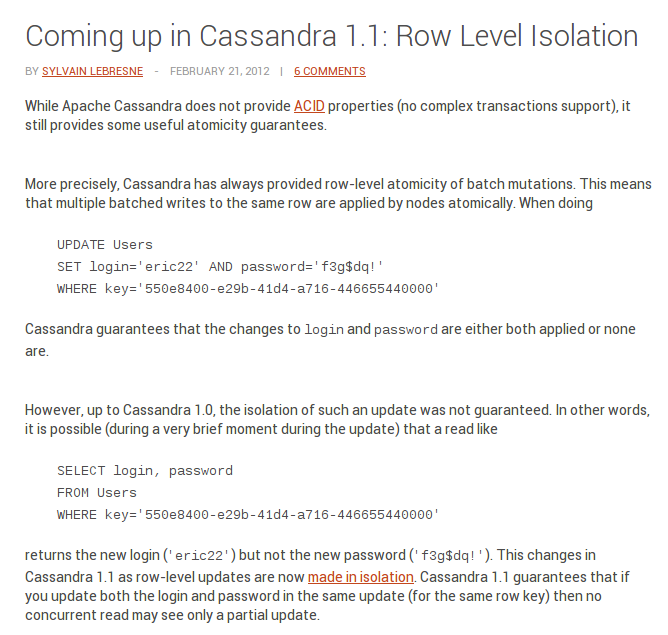 Coming up in Cassandra 1.1: Row Level Isolation
BY SYLVAIN LEBRESNE - FEBRUARY 21, 2012 | 6 COMMENTS
While Apache Cassandra does not provide ACID properties (no complex transactions support), it
still provides some useful atomicity guarantees.
More precisely, Cassandra has always provided row-level atomicity of batch mutations. This means
that multiple batched writes to the same row are applied by nodes atomically. When doing
UPDATE Users
SET login='eric22' AND password='f3g$dq!'
WHERE key='550e8400-e29b-41d4-a716-446655440000'
Cassandra guarantees that the changes to login and password are either both applied or none
are.
However, up to Cassandra 1.0, the isolation of such an update was not guaranteed. In other words,
it is possible (during a very brief moment during the update) that a read like
SELECT login, password
FROM Users
WHERE key='550e8400-e29b-41d4-a716-446655440000'
returns the new login ('eric22') but not the new password ('f3g$dq!'). This changes in
Cassandra 1.1 as row-level updates are now made in isolation. Cassandra 1.1 guarantees that if
you update both the login and password in the same update (for the same row key) then no
concurrent read may see only a partial update.